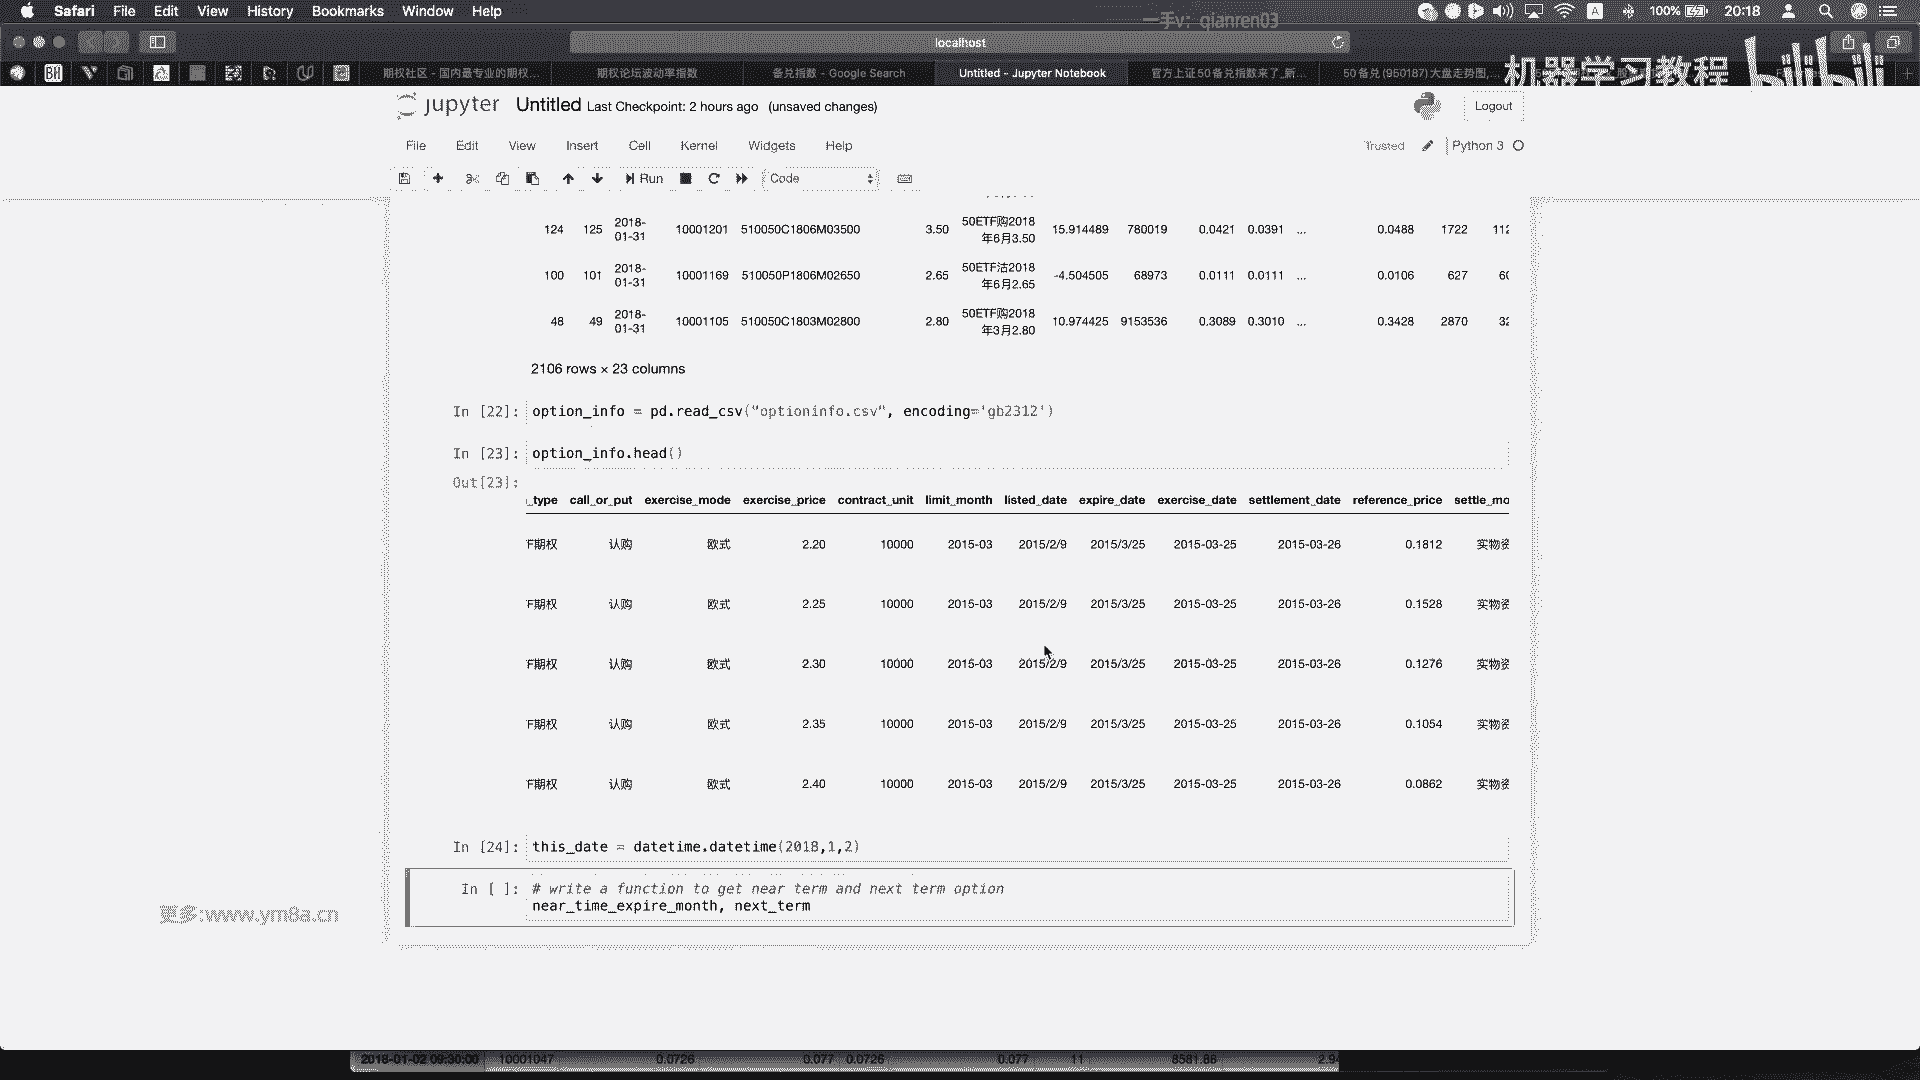 Safari File Edit View History Bookmarks Window Help
一手v: qianren03
100% 20:18
localhost
期权社区 - 国内最专业的期权...
期权论坛波动率指数
备兑指数 - Google Search
Untitled - Jupyter Notebook
官方上证50备兑指数来了_新...
50备兑(950187)大盘走势图,...
机器学习教程 bilibili
jupyter Untitled Last Checkpoint: 2 hours ago (unsaved changes)
Logout
File Edit View Insert Cell Kernel Widgets Help
Trusted Python 3
Run Code
124 125 2018-01-31 10001201 510050C1806M03500 3.50 50ETF购2018年6月3.50 15.914489 780019 0.0421 0.0391 ... 0.0488 1722 112
100 101 2018-01-31 10001169 510050P1806M02650 2.65 50ETF沽2018年6月2.65 -4.504505 68973 0.0111 0.0111 ... 0.0106 627 60
48 49 2018-01-31 10001105 510050C1803M02800 2.80 50ETF购2018年3月2.80 10.974425 9153536 0.3089 0.3010 ... 0.3428 2870 32
2106 rows × 23 columns
In [22]: option_info = pd.read_csv("optioninfo.csv", encoding='gb2312')
In [23]: option_info.head()
Out[23]:
_type call_or_put exercise_mode exercise_price contract_unit limit_month listed_date expire_date exercise_date settlement_date reference_price settle_mo
F期权 认购 欧式 2.20 10000 2015-03 2015/2/9 2015/3/25 2015-03-25 2015-03-26 0.1812 实物资
F期权 认购 欧式 2.25 10000 2015-03 2015/2/9 2015/3/25 2015-03-25 2015-03-26 0.1528 实物资
F期权 认购 欧式 2.30 10000 2015-03 2015/2/9 2015/3/25 2015-03-25 2015-03-26 0.1276 实物资
F期权 认购 欧式 2.35 10000 2015-03 2015/2/9 2015/3/25 2015-03-25 2015-03-26 0.1054 实物资
F期权 认购 欧式 2.40 10000 2015-03 2015/2/9 2015/3/25 2015-03-25 2015-03-26 0.0862 实物资
In [24]: this_date = datetime.datetime(2018,1,2)
In [ ]: # write a function to get near term and next term option
near_time_expire_month, next_term
更多:www.ym8a.cn
2018-01-02 09:30:00 10001047 0.0726 0.077 0.0726 0.077 11 8581.86 2.9